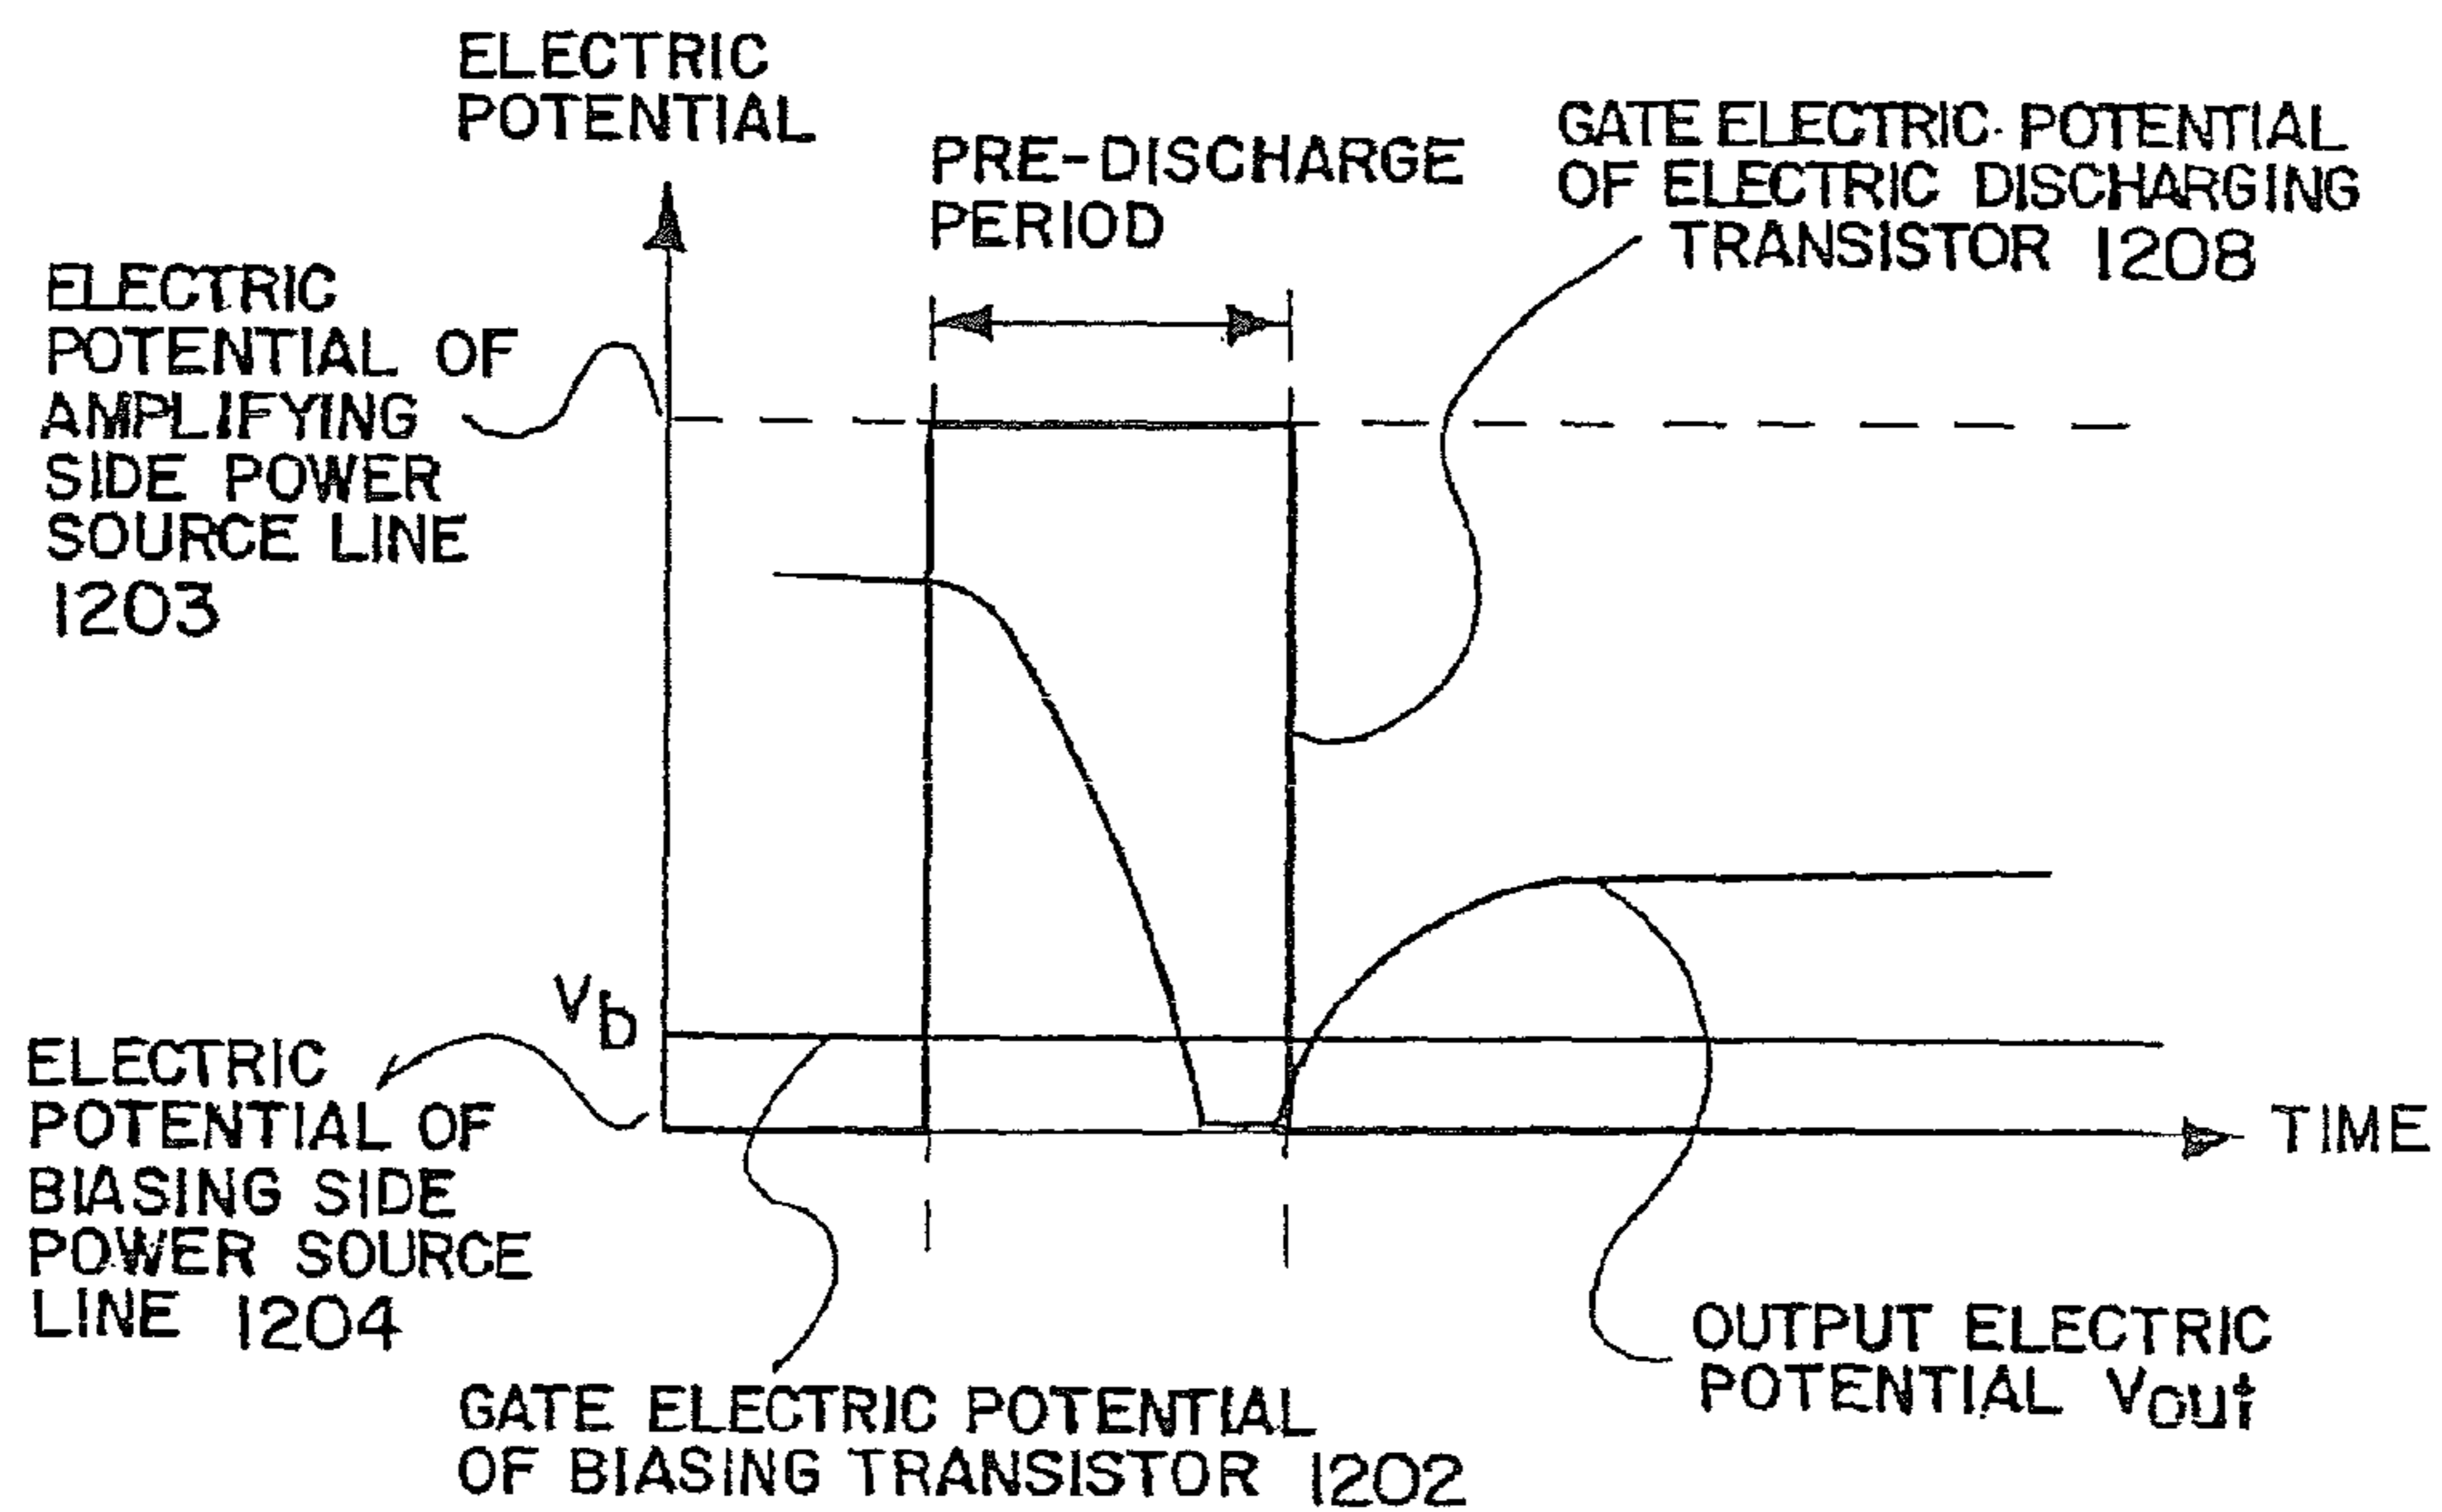 ELECTRIC
POTENTIAL
PRE-DISCHARGE
PERIOD
GATE ELECTRIC POTENTIAL
OF ELECTRIC DISCHARGING
TRANSISTOR 1208
ELECTRIC
POTENTIAL OF
AMPLIFYING
SIDE POWER
SOURCE LINE
1203
Vb
ELECTRIC
POTENTIAL OF
BIASING SIDE
POWER SOURCE
LINE 1204
TIME
GATE ELECTRIC POTENTIAL
OF BIASING TRANSISTOR 1202
OUTPUT ELECTRIC
POTENTIAL Vout